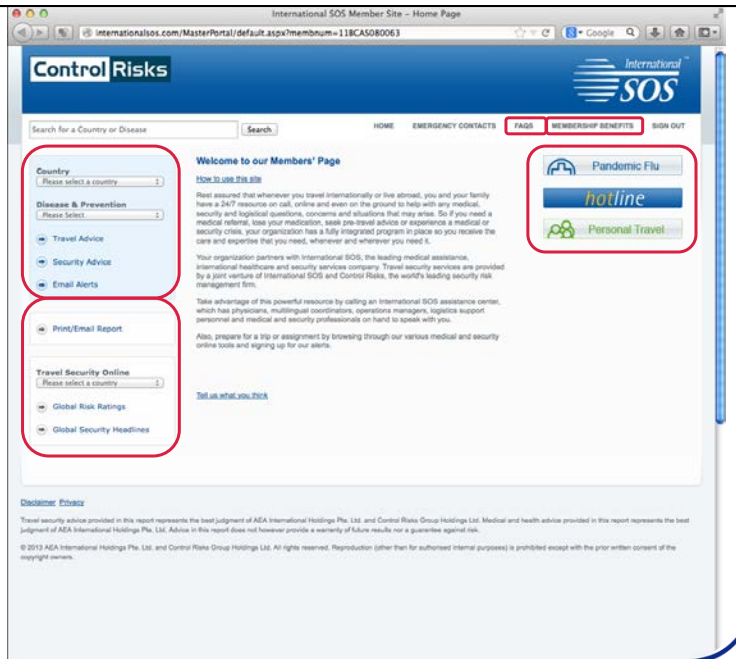 International SOS Member Site – Home Page
internationalsos.com/MasterPortal/default.aspx?membnum=11BCAS080063
Google
Control Risks
International
SOS
Search for a Country or Disease
Search
HOME
EMERGENCY CONTACTS
FAQS
MEMBERSHIP BENEFITS
SIGN OUT
Country
Please select a country
Disease & Prevention
Please Select
Travel Advice
Security Advice
Email Alerts
Print/Email Report
Travel Security Online
Please select a country
Global Risk Ratings
Global Security Headlines
Welcome to our Members' Page
How to use this site
Rest assured that whenever you travel internationally or live abroad, you and your family
have a 24/7 resource on call, online and even on the ground to help with any medical,
security and logistical questions, concerns and situations that may arise. So if you need a
medical referral, lose your medication, seek pre-travel advice or experience a medical or
security crisis, your organization has a fully integrated program in place so you receive the
care and expertise that you need, whenever and wherever you need it.
Your organization partners with International SOS, the leading medical assistance,
international healthcare and security services company. Travel security services are provided
by a joint venture of International SOS and Control Risks, the world's leading security risk
management firm.
Take advantage of this powerful resource by calling an International SOS assistance center,
which has physicians, multilingual coordinators, operations managers, logistics support
personnel and medical and security professionals on hand to speak with you.
Also, prepare for a trip or assignment by browsing through our various medical and security
online tools and signing up for our alerts.
Tell us what you think
Pandemic Flu
hotline
Personal Travel
Disclaimer Privacy
Travel security advice provided in this report represents the best judgment of AEA International Holdings Pte. Ltd. and Control Risks Group Holdings Ltd. Medical and health advice provided in this report represents the best
judgment of AEA International Holdings Pte. Ltd. Advice in this report does not however provide a warranty of future results nor a guarantee against risk.
© 2013 AEA International Holdings Pte. Ltd. and Control Risks Group Holdings Ltd. All rights reserved. Reproduction (other than for authorised internal purposes) is prohibited except with the prior written consent of the
copyright owners.